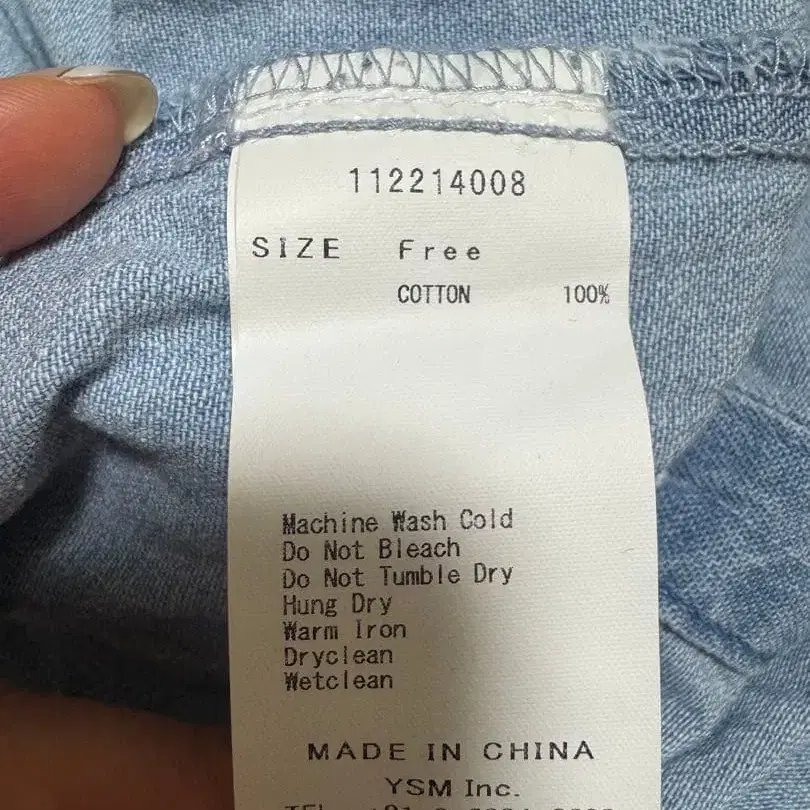 112214008
SIZE Free
COTTON 100%
Machine Wash Cold
Do Not Bleach
Do Not Tumble Dry
Hung Dry
Warm Iron
Dryclean
Wetclean
MADE IN CHINA
YSM Inc.